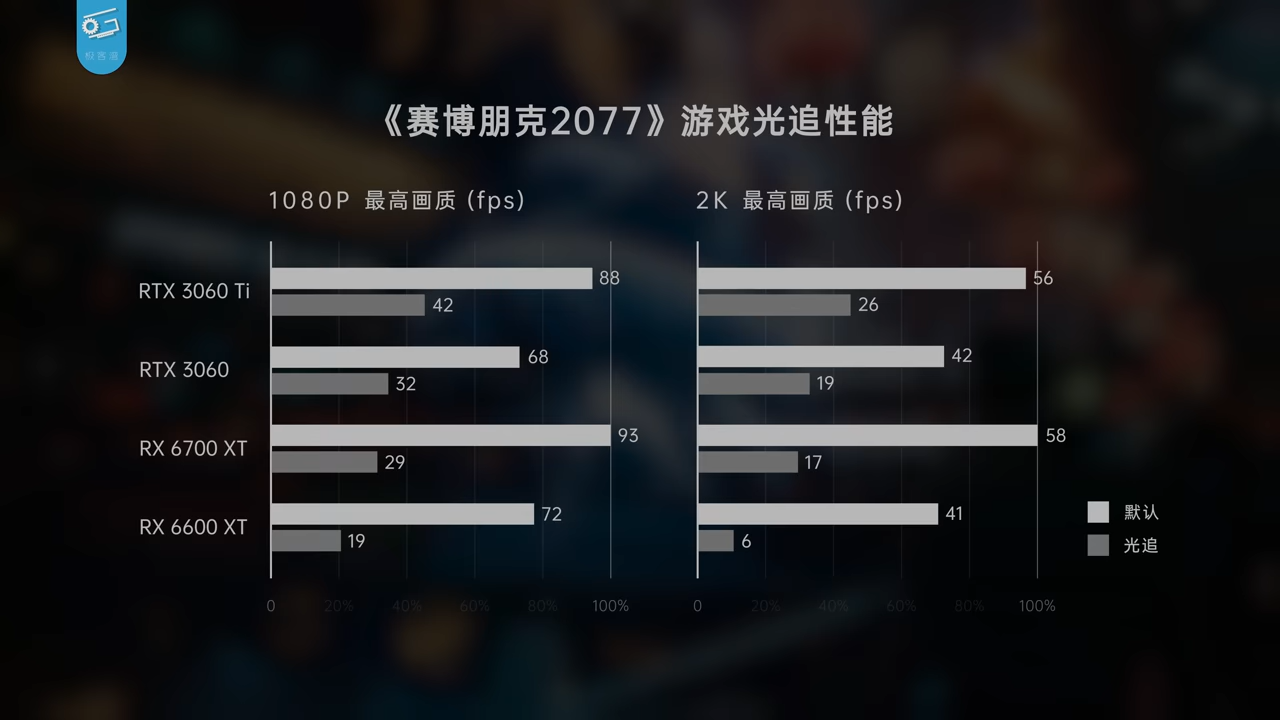 极客湾
《赛博朋克2077》游戏光追性能
1080P 最高画质 (fps)
2K 最高画质 (fps)
RTX 3060 Ti
88
42
56
26
RTX 3060
68
32
42
19
RX 6700 XT
93
29
58
17
RX 6600 XT
72
19
41
6
默认
光追
0 20% 40% 60% 80% 100%
0 20% 40% 60% 80% 100%